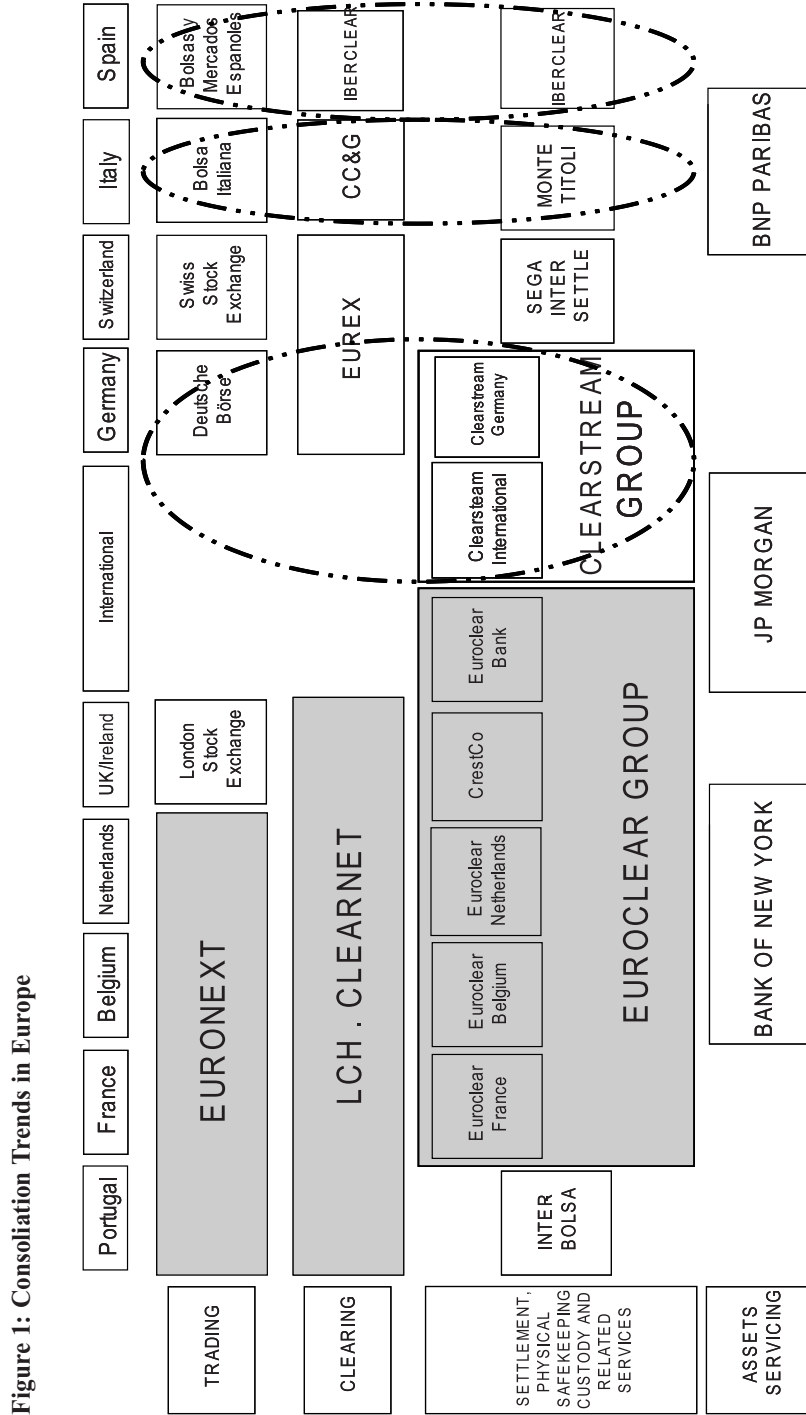 Figure 1: Consoliation Trends in Europe
Portugal
France
Belgium
Netherlands
UK/Ireland
International
Germany
Switzerland
Italy
Spain
TRADING
EURONEXT
London
Stock
Exchange
Deutsche
Börse
Swiss
Stock
Exchange
Bolsa
Italiana
Bolsas y
Mercados
Espanoles
CLEARING
LCH . CLEARNET
EUREX
CC&G
IBERCLEAR
SETTLEMENT,
PHYSICAL
SAFEKEEPING
CUSTODY AND
RELATED
SERVICES
INTER
BOLSA
Euroclear
France
Euroclear
Belgium
Euroclear
Netherlands
CrestCo
Euroclear
Bank
EUROCLEAR GROUP
Clearsteam
International
Clearstream
Germany
CLEARSTREAM
GROUP
SEGA
INTER
SETTLE
MONTE
TITOLI
IBERCLEAR
ASSETS
SERVICING
BANK OF NEW YORK
JP MORGAN
BNP PARIBAS